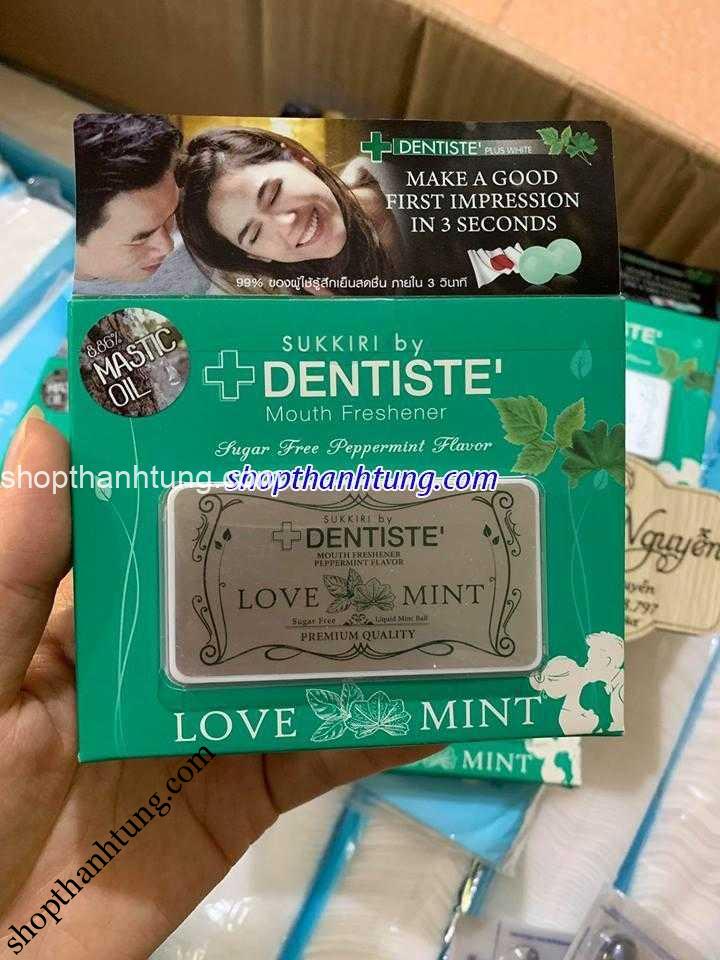 DENTISTE' PLUS WHITE
MAKE A GOOD
FIRST IMPRESSION
IN 3 SECONDS
99% ของผู้ใช้รู้สึกเย็นสดชื่น ภายใน 3 วินาที
8.86%
MASTIC
OIL
SUKKIRI by
DENTISTE'
Mouth Freshener
Sugar Free Peppermint Flavor
shopthanhtung.
shopthanhtung.com
SUKKIRI by
DENTISTE'
MOUTH FRESHENER
PEPPERMINT FLAVOR
LOVE MINT
Sugar Free Liquid Mint Ball
PREMIUM QUALITY
LOVE MINT
shopthanhtung.com
TISTE'
Nguyễn
MINT